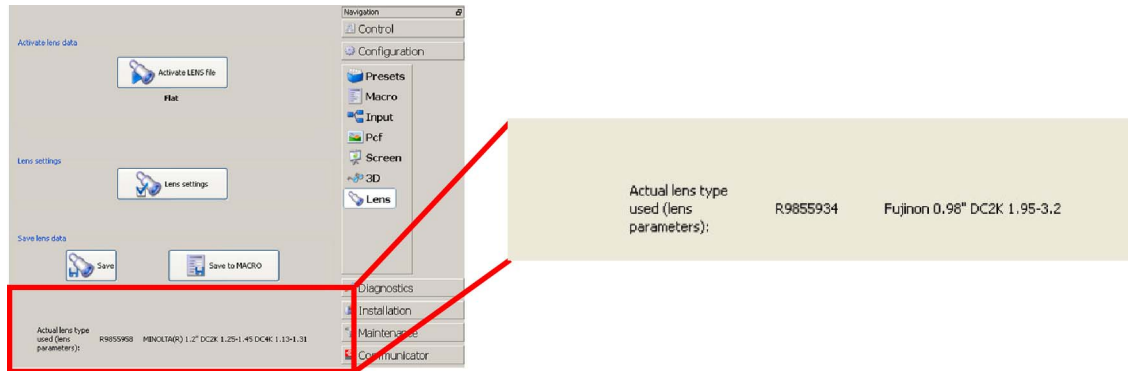 Navigation
Control
Configuration
Presets
Macro
Input
Pcf
Screen
3D
Lens
Diagnostics
Installation
Maintenance
Communicator
Activate lens data
Activate LENS file
Flat
Lens settings
Lens settings
Save lens data
Save
Save to MACRO
Actual lens type
used (lens
parameters):
R9855958
MINOLTA(R) 1.2" DC2K 1.25-1.45 DC4K 1.13-1.31
Actual lens type
used (lens
parameters):
R9855934
Fujinon 0.98" DC2K 1.95-3.2